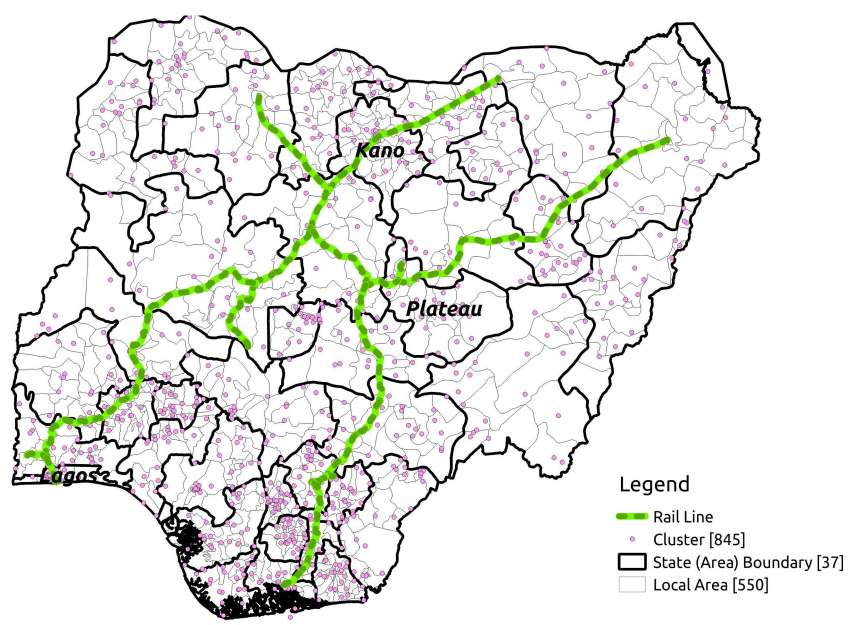 Kano
Plateau
Lagos
Legend
Rail Line
Cluster [845]
State (Area) Boundary [37]
Local Area [550]